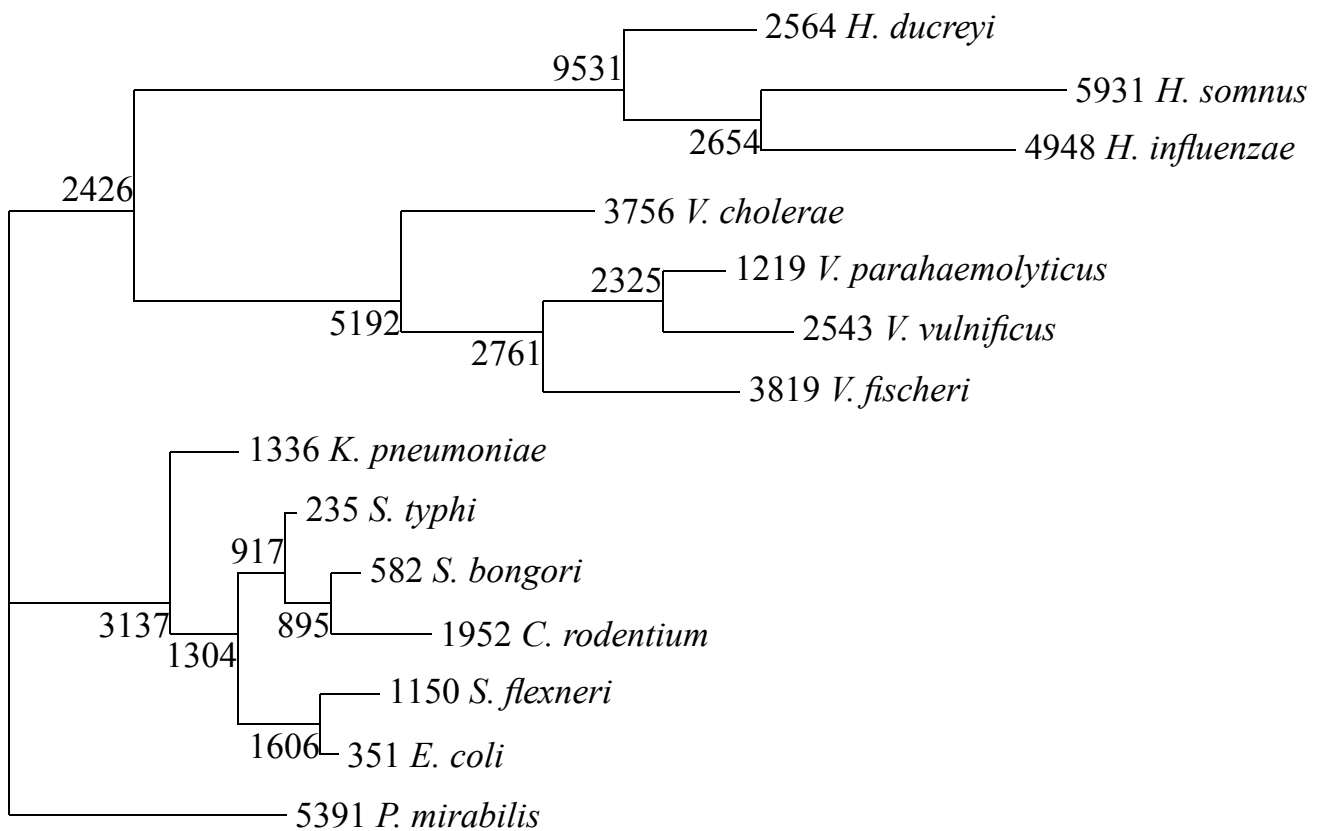 2564 H. ducreyi
9531
5931 H. somnus
2654
4948 H. influenzae
2426
3756 V. cholerae
1219 V. parahaemolyticus
2325
5192
2543 V. vulnificus
2761
3819 V. fischeri
1336 K. pneumoniae
235 S. typhi
917
582 S. bongori
3137
895
1952 C. rodentium
1304
1150 S. flexneri
1606
351 E. coli
5391 P. mirabilis